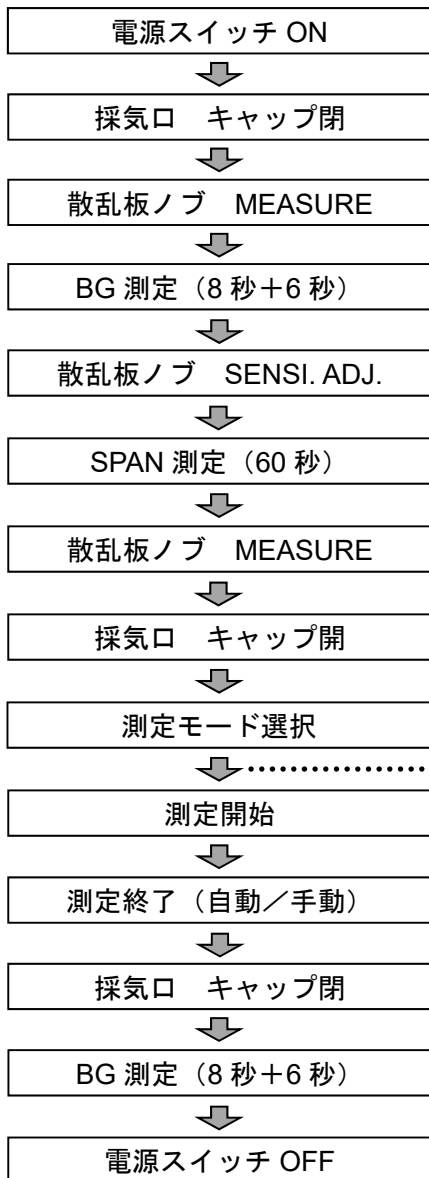 電源スイッチ ON
採気口　キャップ閉
散乱板ノブ　MEASURE
BG 測定（8 秒＋6 秒）
散乱板ノブ　SENSI. ADJ.
SPAN 測定（60 秒）
散乱板ノブ　MEASURE
採気口　キャップ開
測定モード選択
測定開始
測定終了（自動／手動）
採気口　キャップ閉
BG 測定（8 秒＋6 秒）
電源スイッチ OFF